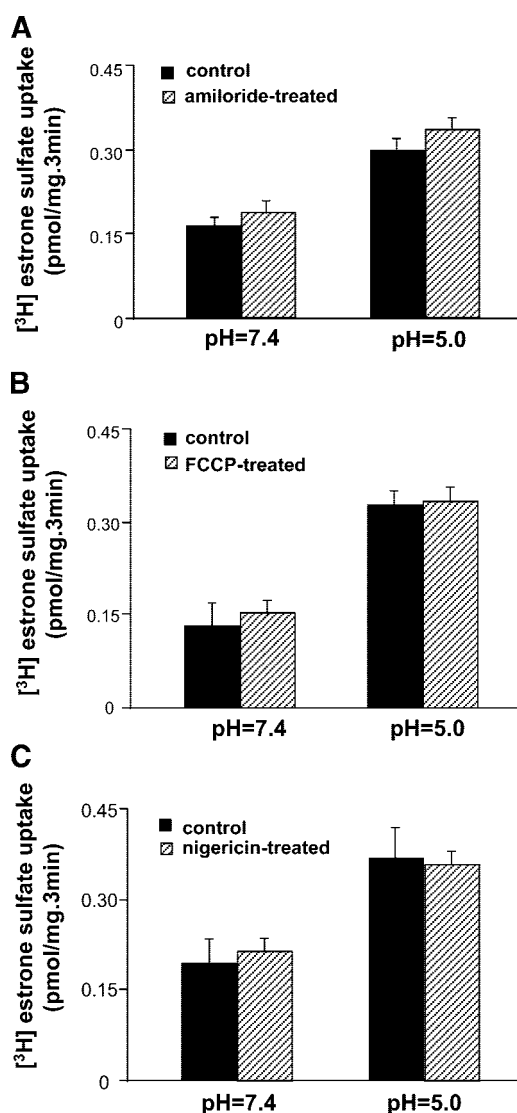 A
[³H] estrone sulfate uptake
(pmol/mg.3min)
0.45
0.30
0.15
0
control
amiloride-treated
pH=7.4
pH=5.0
B
[³H] estrone sulfate uptake
(pmol/mg.3min)
0.45
0.30
0.15
0
control
FCCP-treated
pH=7.4
pH=5.0
C
[³H] estrone sulfate uptake
(pmol/mg.3min)
0.45
0.30
0.15
0
control
nigericin-treated
pH=7.4
pH=5.0